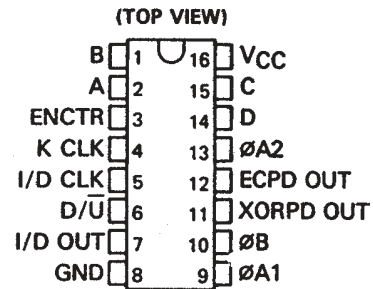 (TOP VIEW)
B 1 16 VCC
A 2 15 C
ENCTR 3 14 D
K CLK 4 13 ØA2
I/D CLK 5 12 ECPD OUT
D/U̅ 6 11 XORPD OUT
I/D OUT 7 10 ØB
GND 8 9 ØA1